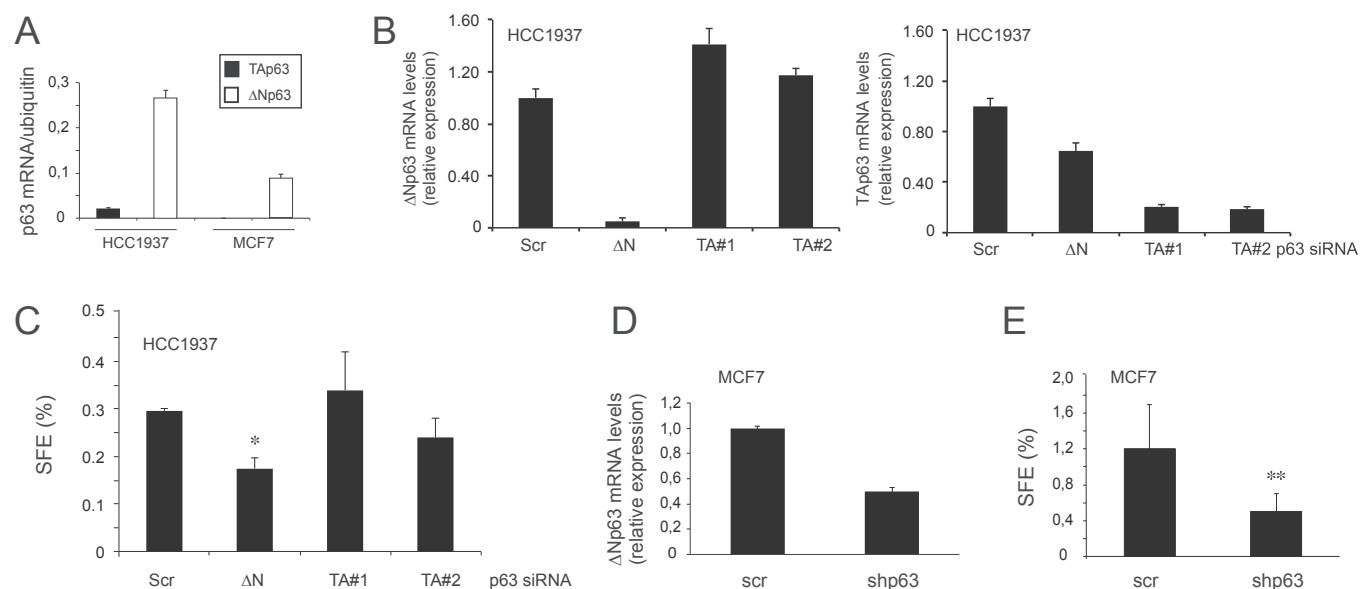 A
p63 mRNA/ubiquitin
0,3
0,2
0,1
0
TAp63
ΔNp63
HCC1937
MCF7
B
HCC1937
ΔNp63 mRNA levels
(relative expression)
1.60
1.20
0.80
0.40
0
Scr
ΔN
TA#1
TA#2
HCC1937
TAp63 mRNA levels
(relative expression)
1.60
1.20
0.80
0.40
0
Scr
ΔN
TA#1
TA#2 p63 siRNA
C
HCC1937
SFE (%)
0.5
0.4
0.3
0.2
0.1
0
*
Scr
ΔN
TA#1
TA#2
p63 siRNA
D
MCF7
ΔNp63 mRNA levels
(relative expression)
1,2
1,0
0,8
0,6
0,4
0,2
0
scr
shp63
E
MCF7
SFE (%)
2,0
1,6
1,2
0,8
0,4
0
**
scr
shp63